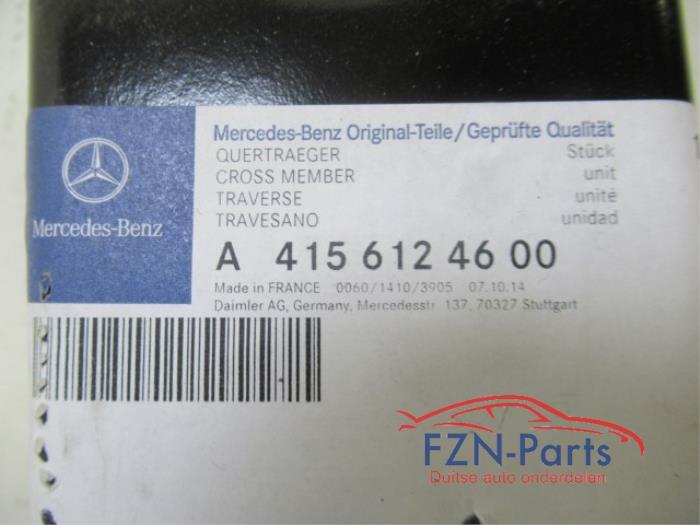 Mercedes-Benz
Mercedes-Benz Original-Teile/Geprüfte Qualität
QUERTRAEGER Stück
CROSS MEMBER unit
TRAVERSE unité
TRAVESANO unidad
A 415 612 46 00
Made in FRANCE 0060/1410/3905 07.10.14
Daimler AG, Germany, Mercedesstr. 137, 70327 Stuttgart
FZN-Parts
Duitse auto onderdelen